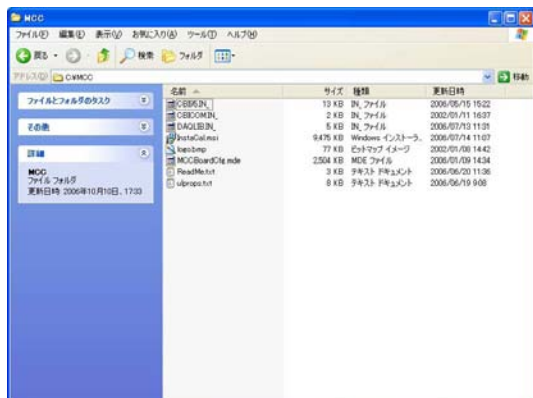 MCC
ファイル(F) 編集(E) 表示(V) お気に入り(A) ツール(T) ヘルプ(H)
戻る 検索 フォルダ
アドレス(D) C:¥MCC 移動
ファイルとフォルダのタスク
その他
詳細
MCC
ファイル フォルダ
更新日時: 2006年10月10日、17:33
名前 サイズ 種類 更新日時
13 KB IN_ ファイル 2006/05/15 15:22
CBICOM.IN_ 2 KB IN_ ファイル 2002/01/11 16:37
DAQLIB.IN_ 5 KB IN_ ファイル 2006/07/13 11:31
InstaCal.msi 9,475 KB Windows インストーラ... 2006/07/14 11:07
logo.bmp 77 KB ビットマップ イメージ 2002/01/08 14:42
MCCBoardCfg.mde 2,504 KB MDE ファイル 2006/01/09 14:34
ReadMe.txt 3 KB テキスト ドキュメント 2006/06/20 11:36
ulprops.txt 8 KB テキスト ドキュメント 2006/06/19 9:08